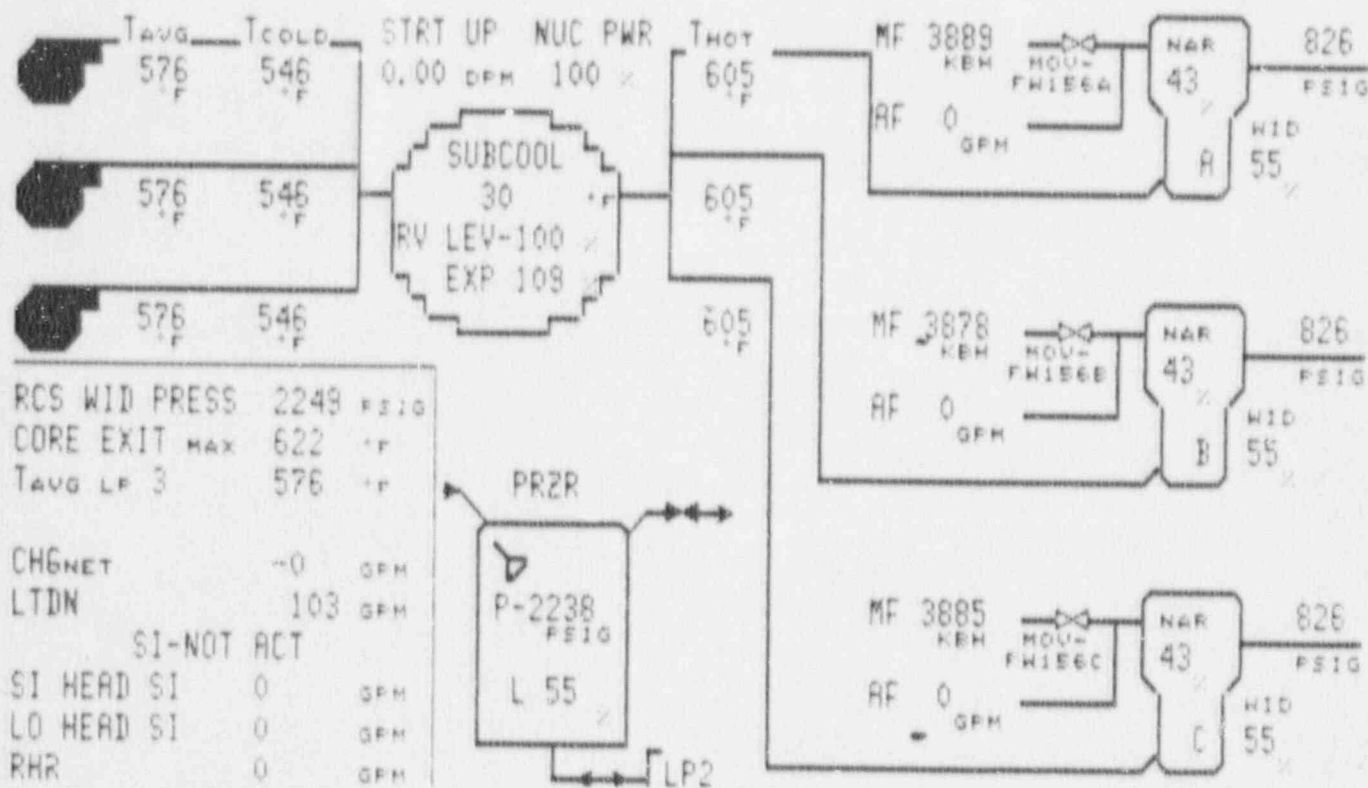 TAVG TCOLD STRT UP NUC PWR THOT
576 °F 546 °F 0.00 DPM 100 % 605 °F
MF 3889 KBH MOV-FW156A NAR 43 % 826 PSIG
AF 0 GPM A WID 55 %
SUBCOOL
30 °F
RV LEV-100 %
EXP 109 %
576 °F 546 °F 605 °F
576 °F 546 °F 605 °F
MF 3878 KBH MOV-FW156B NAR 43 % 826 PSIG
AF 0 GPM B WID 55 %
RCS WID PRESS 2249 PSIG
CORE EXIT MAX 622 °F
TAVG LP 3 576 °F
CHGNET -0 GPM
LTDN 103 GPM
SI-NOT ACT
SI HEAD SI 0 GPM
LO HEAD SI 0 GPM
RHR 0 GPM
PRZR
P-2238 PSIG
L 55 %
LP2
MF 3885 KBH MOV-FW156C NAR 43 % 826 PSIG
AF 0 GPM C WID 55 %